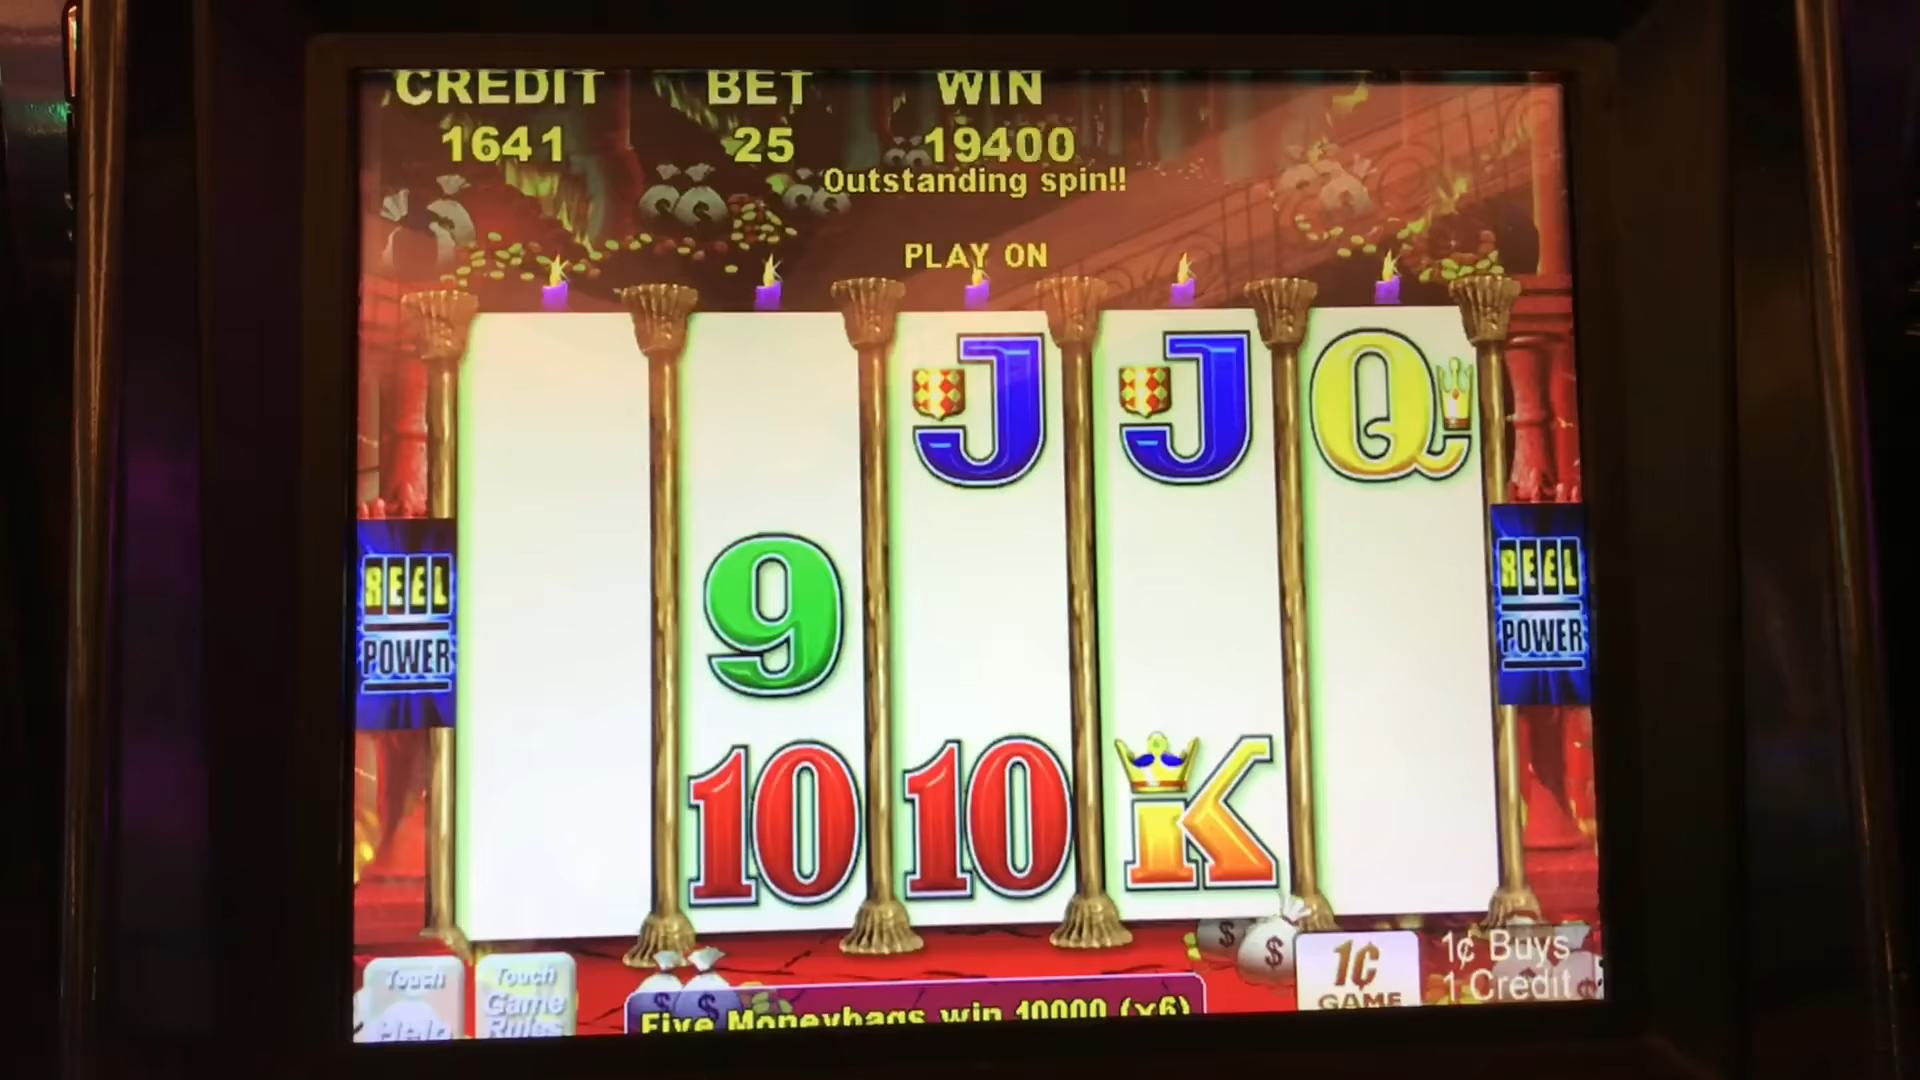 CREDIT BET WIN
1641 25 19400
Outstanding spin!!
PLAY ON
J J Q
9
10 10 K
REEL
POWER
REEL
POWER
Touch
Help
Touch
Game
Rules
$ $
Five Moneybags win 10000 (x6)
$ $
1¢
GAME
1¢ Buys
1 Credit